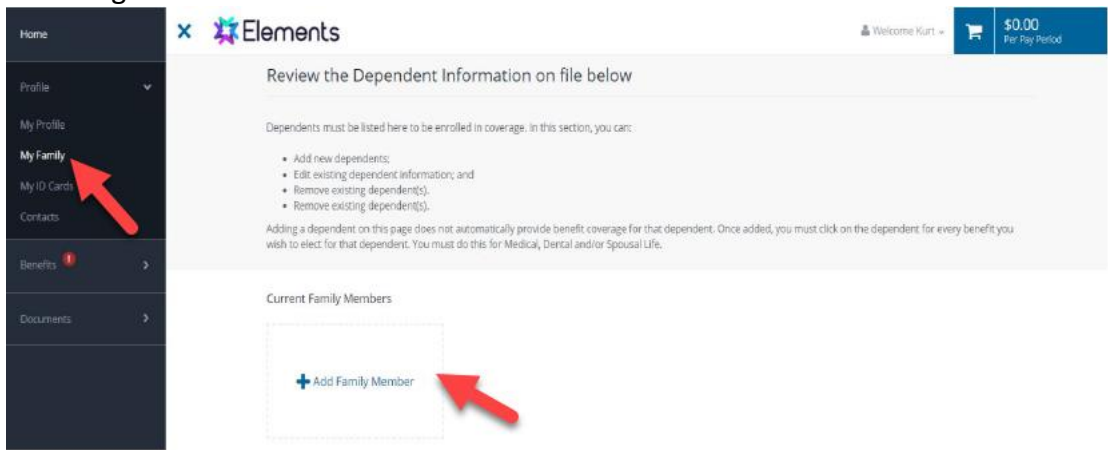 Home
Profile
My Profile
My Family
My ID Cards
Contacts
Benefits !
Documents
× Elements
Welcome Kurt
$0.00
Per Pay Period
Review the Dependent Information on file below
Dependents must be listed here to be enrolled in coverage. In this section, you can:
• Add new dependents;
• Edit existing dependent information; and
• Remove existing dependent(s).
• Remove existing dependent(s).
Adding a dependent on this page does not automatically provide benefit coverage for that dependent. Once added, you must click on the dependent for every benefit you
wish to elect for that dependent. You must do this for Medical, Dental and/or Spousal Life.
Current Family Members
+ Add Family Member